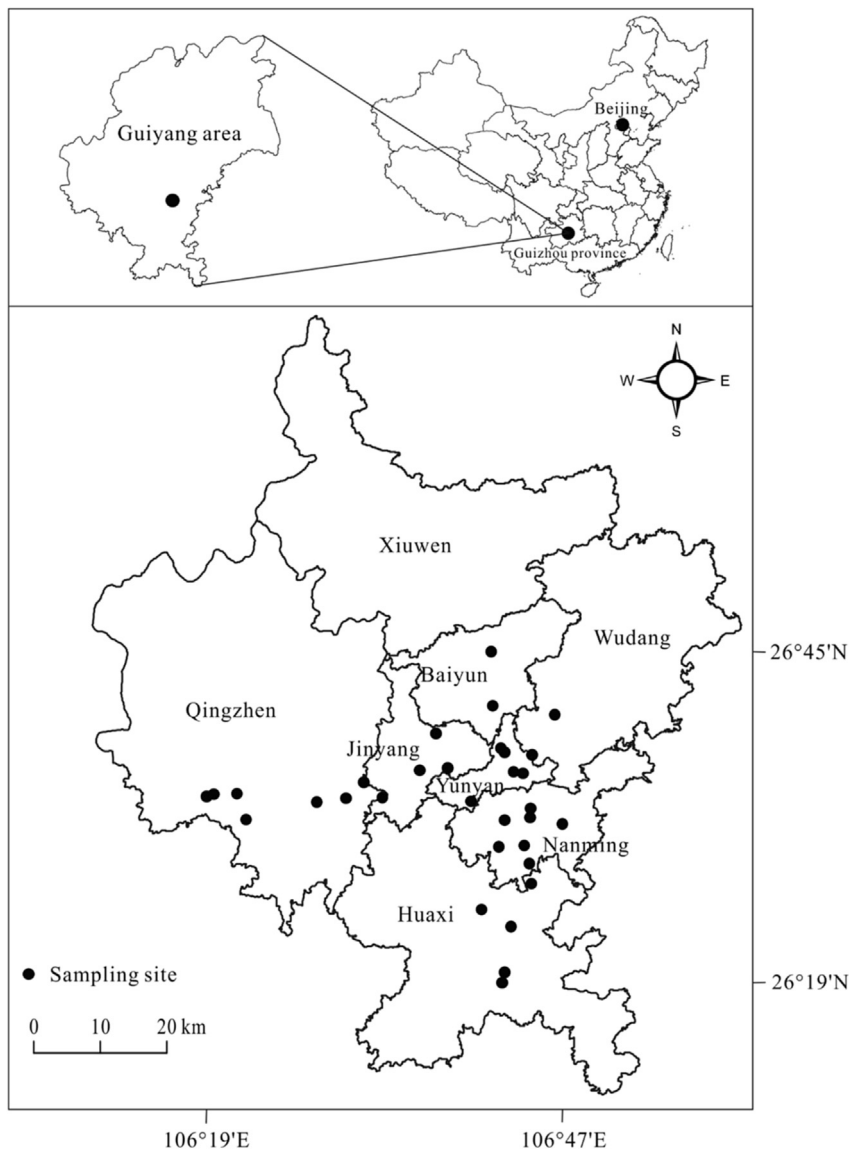 Guiyang area
Beijing
Guizhou province
N
W
E
S
Xiuwen
Wudang
26°45'N
Baiyun
Qingzhen
Jinyang
Yunyan
Nanming
Huaxi
Sampling site
26°19'N
0 10 20 km
106°19'E 106°47'E